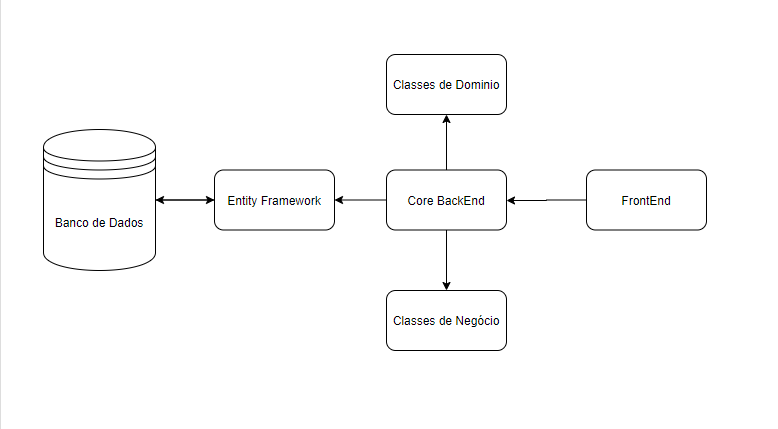 Classes de Dominio
Banco de Dados
Entity Framework
Core BackEnd
FrontEnd
Classes de Negócio